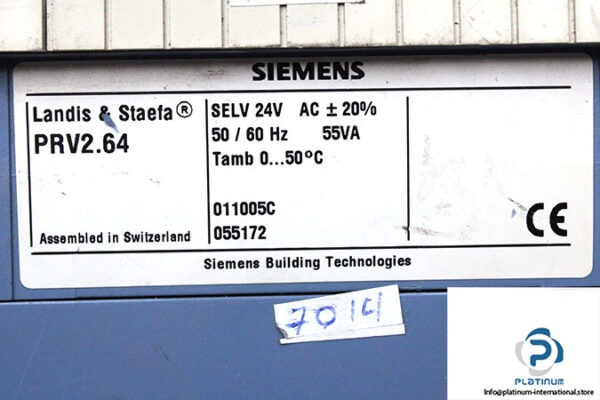 SIEMENS
Landis & Staefa®
PRV2.64
Assembled in Switzerland
SELV 24V AC ± 20%
50 / 60 Hz 55VA
Tamb 0...50°C
011005C
055172
CE
Siemens Building Technologies
7014
PLATINUM
Info@platinum-international.store